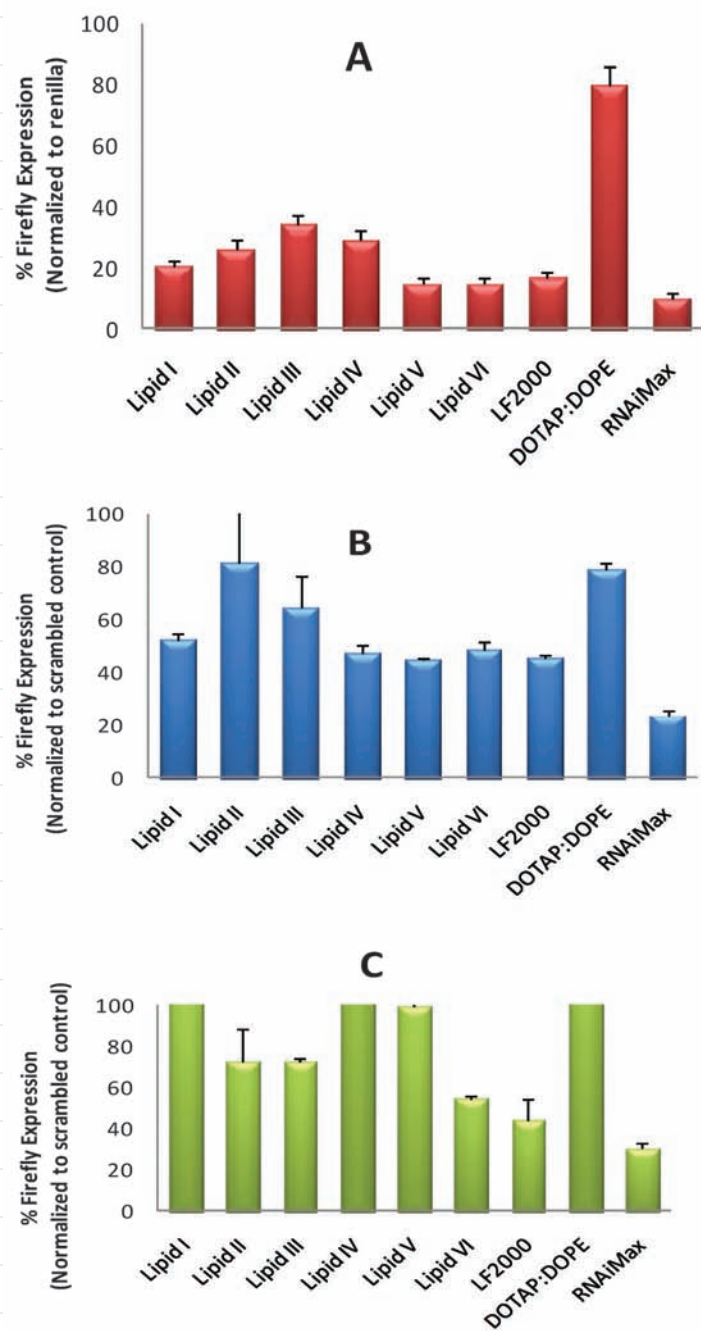 A
% Firefly Expression
(Normalized to renilla)
100
80
60
40
20
0
Lipid I
Lipid II
Lipid III
Lipid IV
Lipid V
Lipid VI
LF2000
DOTAP:DOPE
RNAiMax
B
% Firefly Expression
(Normalized to scrambled control)
100
80
60
40
20
0
Lipid I
Lipid II
Lipid III
Lipid IV
Lipid V
Lipid VI
LF2000
DOTAP:DOPE
RNAiMax
C
% Firefly Expression
(Normalized to scrambled control)
100
80
60
40
20
0
Lipid I
Lipid II
Lipid III
Lipid IV
Lipid V
Lipid VI
LF2000
DOTAP:DOPE
RNAiMax